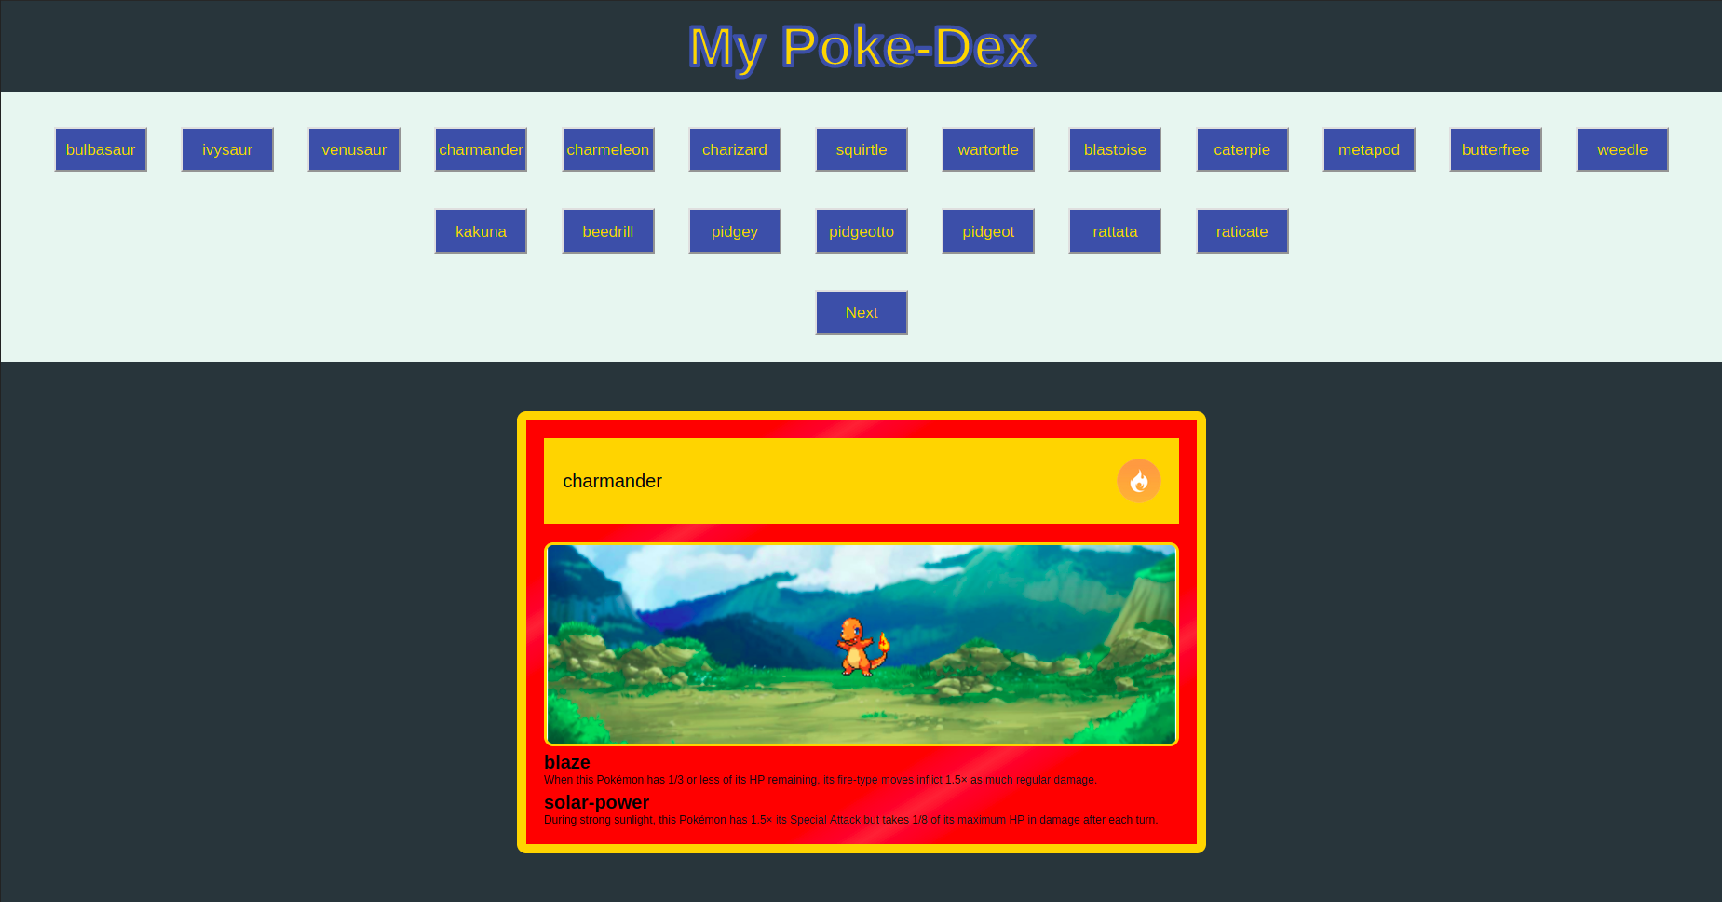 My Poke-Dex
bulbasaur ivysaur venusaur charmander charmeleon charizard squirtle wartortle blastoise caterpie metapod butterfree weedle
kakuna beedrill pidgey pidgeotto pidgeot rattata raticate
Next
charmander
blaze
When this Pokémon has 1/3 or less of its HP remaining, its fire-type moves inflict 1.5× as much regular damage.
solar-power
During strong sunlight, this Pokémon has 1.5× its Special Attack but takes 1/8 of its maximum HP in damage after each turn.